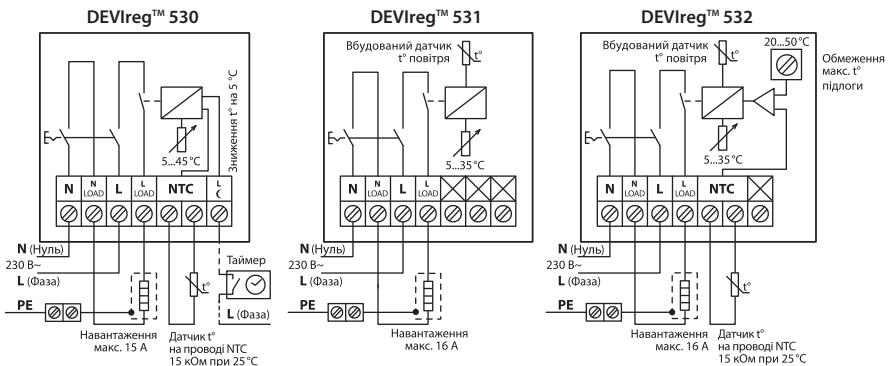 DEVIreg™ 530
5...45 °C
Зниження t° на 5 °C
N
N LOAD
L
L LOAD
NTC
L
N (Нуль)
230 В~
L (Фаза)
PE
t°
Таймер
L (Фаза)
Навантаження
макс. 15 А
Датчик t°
на проводі NTC
15 кОм при 25°C
DEVIreg™ 531
Вбудований датчик
t° повітря
t°
5...35 °C
N
N LOAD
L
L LOAD
N (Нуль)
230 В~
L (Фаза)
PE
Навантаження
макс. 16 А
DEVIreg™ 532
Вбудований датчик
t° повітря
t°
20...50 °C
Обмеження
макс. t°
підлоги
5...35 °C
N
N LOAD
L
L LOAD
NTC
N (Нуль)
230 В~
L (Фаза)
PE
t°
Навантаження
макс. 16 А
Датчик t°
на проводі NTC
15 кОм при 25°C